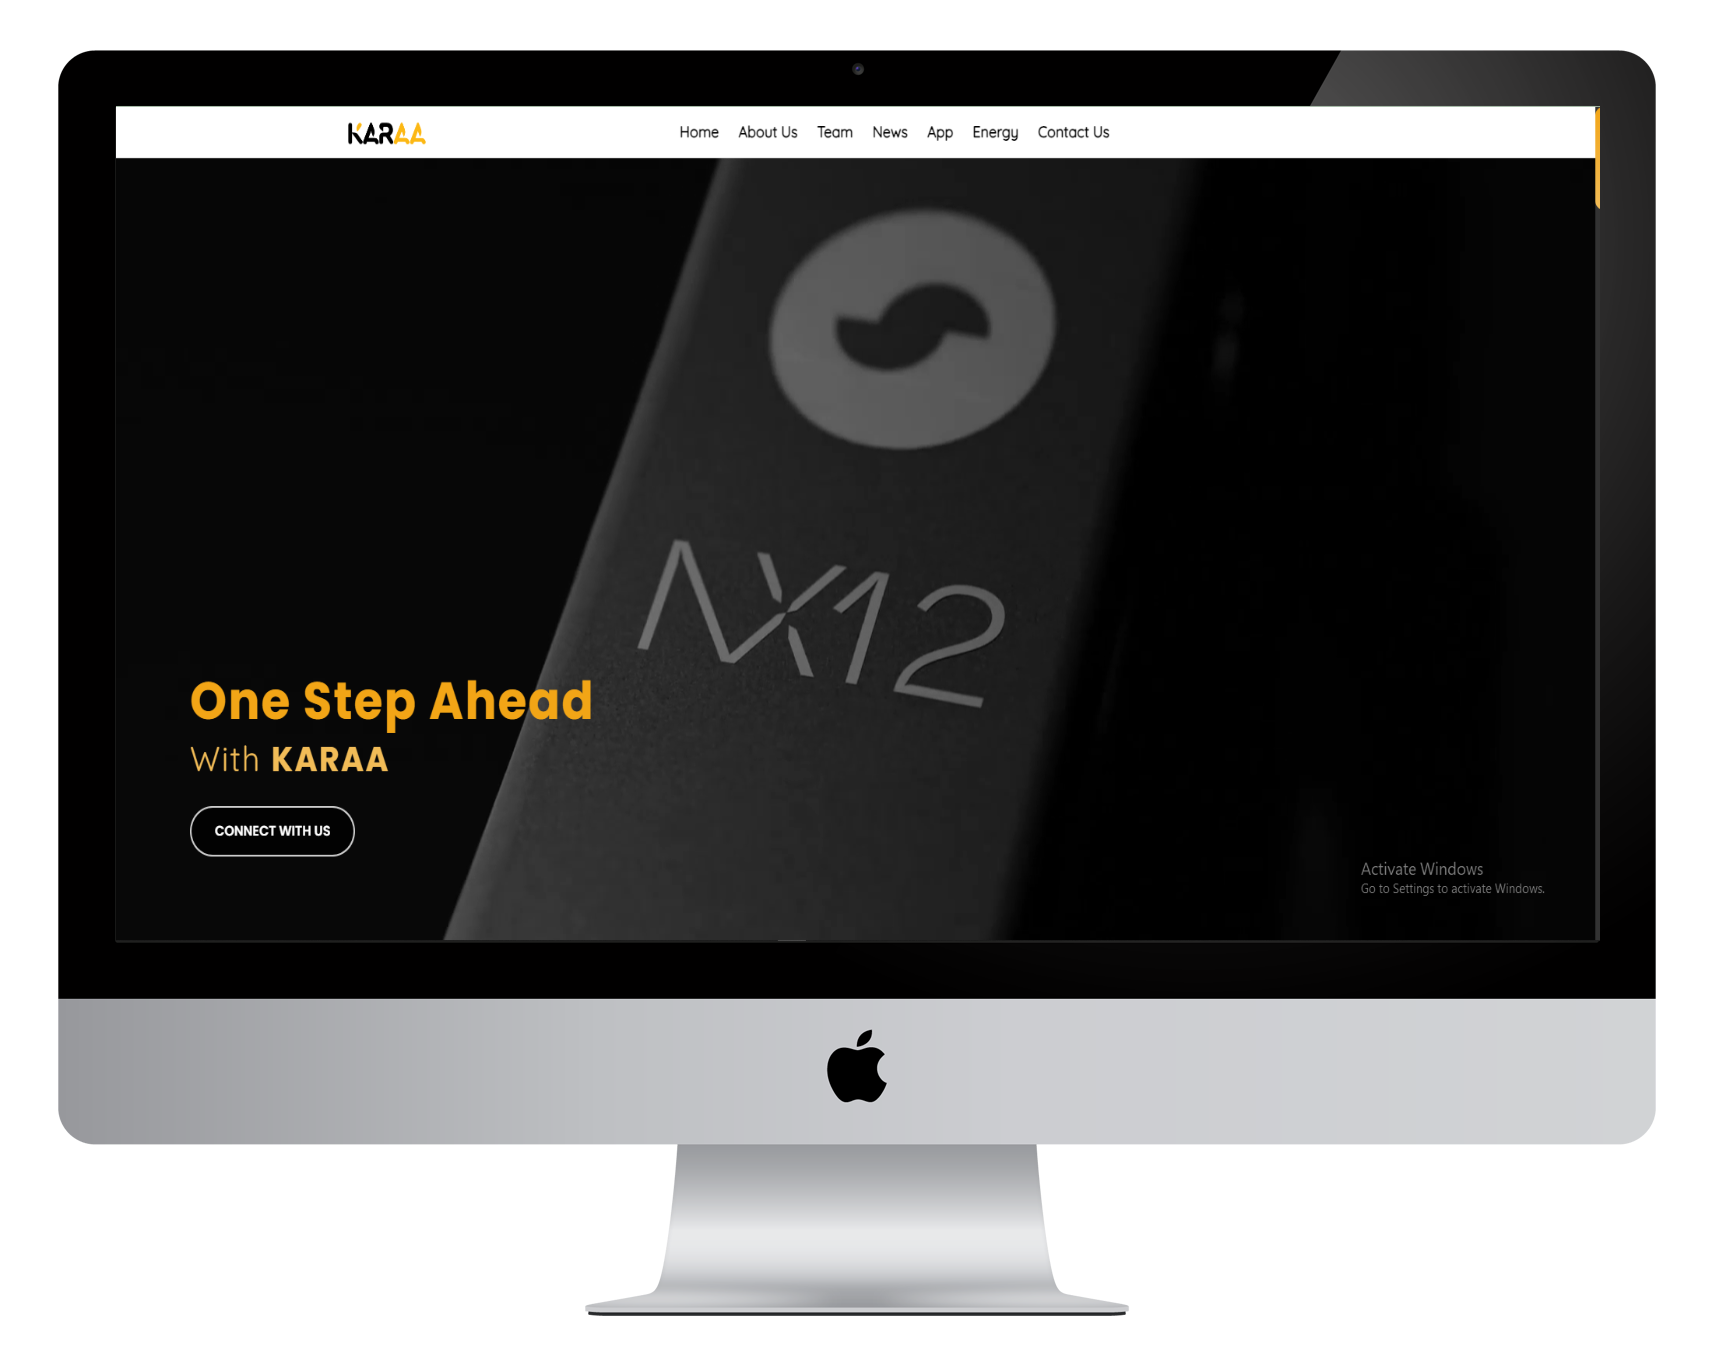 KARAA
Home About Us Team News App Energy Contact Us
NX12
One Step Ahead
With KARAA
CONNECT WITH US
Activate Windows
Go to Settings to activate Windows.